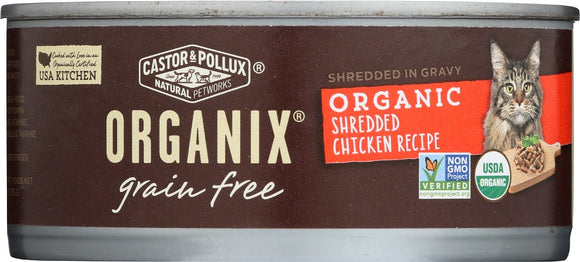 Cooked with Love in an
Organically Certified
USA KITCHEN
CASTOR & POLLUX®
NATURAL PETWORKS
ORGANIX®
grain free
SHREDDED IN GRAVY
ORGANIC
SHREDDED
CHICKEN RECIPE
NON
GMO
Project
VERIFIED
nongmoproject.org
USDA
ORGANIC